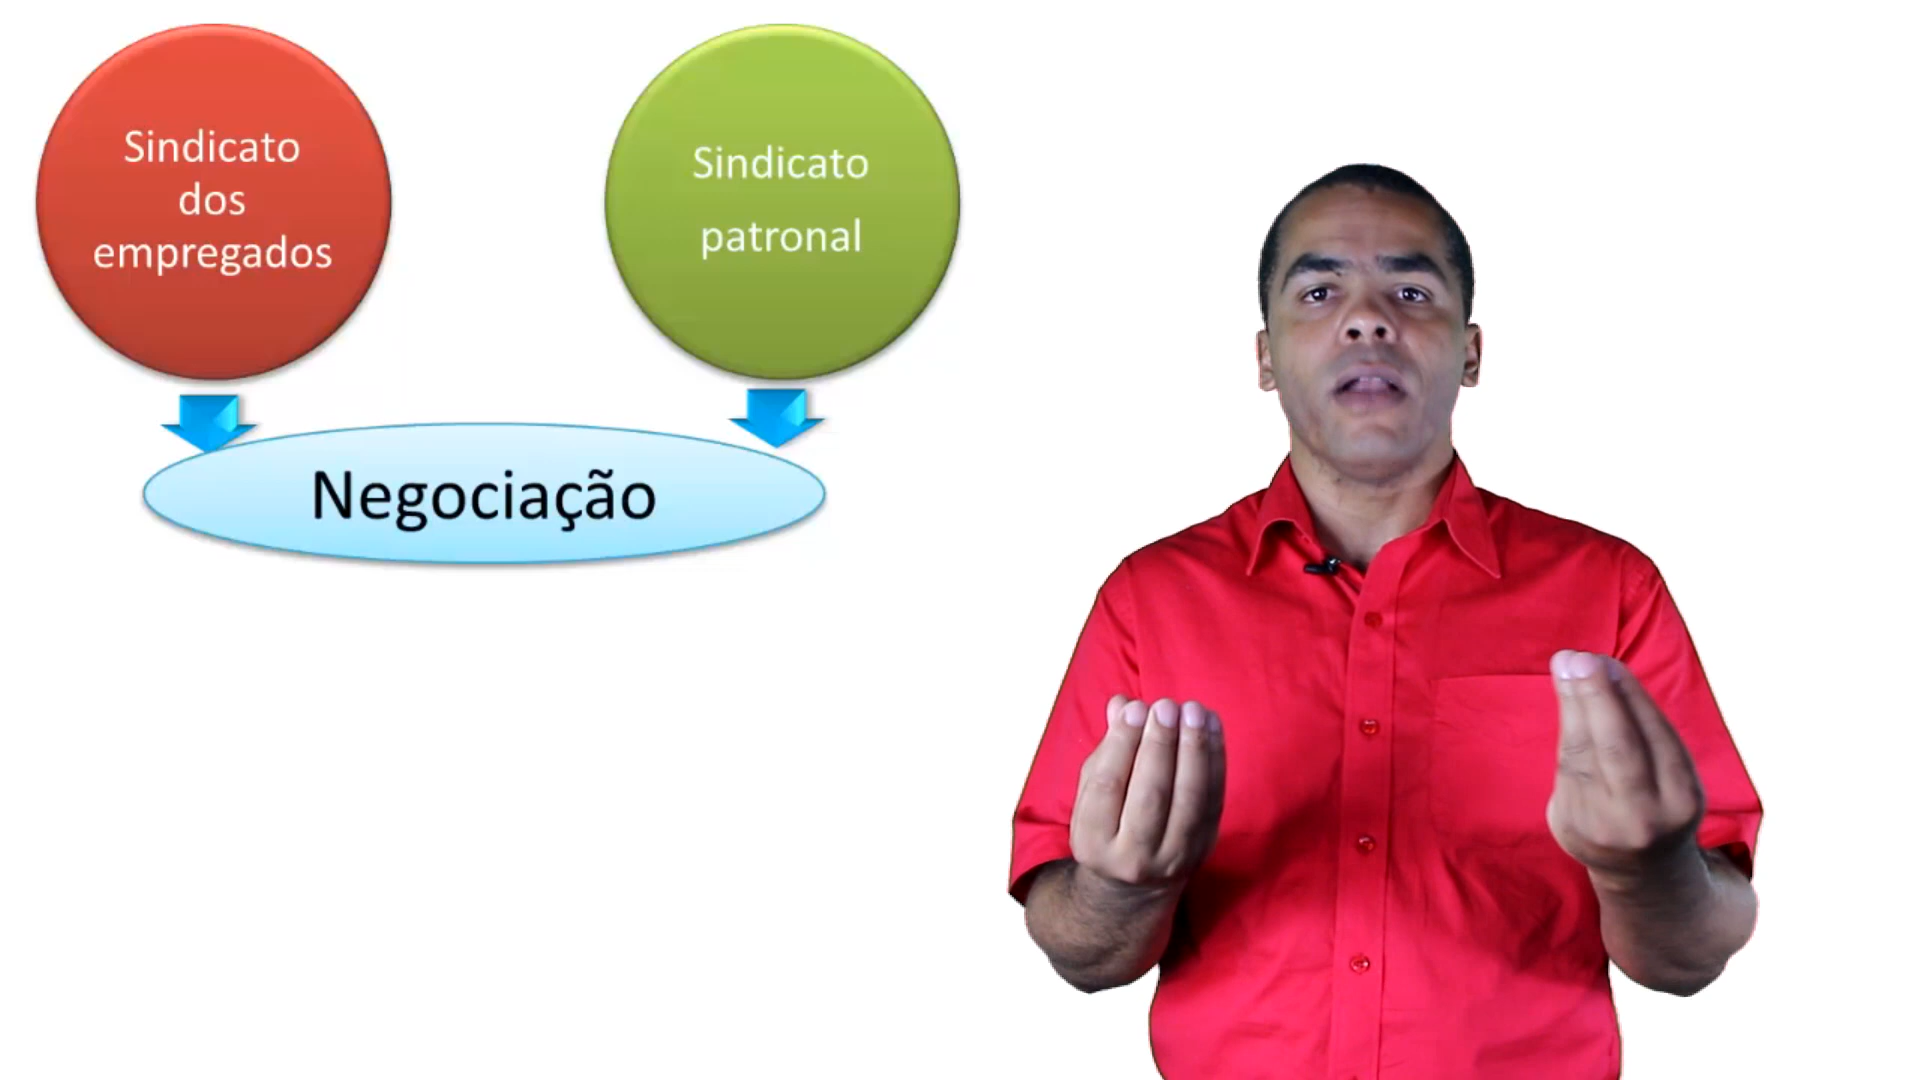 Sindicato
dos
empregados
Sindicato
patronal
Negociação